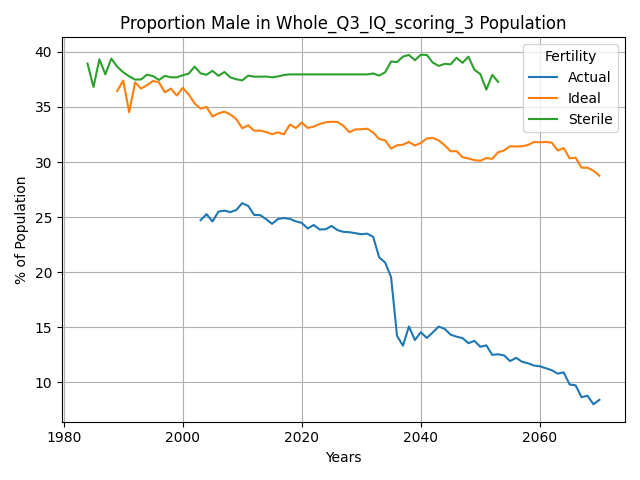 Proportion Male in Whole_Q3_IQ_scoring_3 Population
% of Population
40
35
30
25
20
15
10
Fertility
Actual
Ideal
Sterile
1980
2000
2020
2040
2060
Years